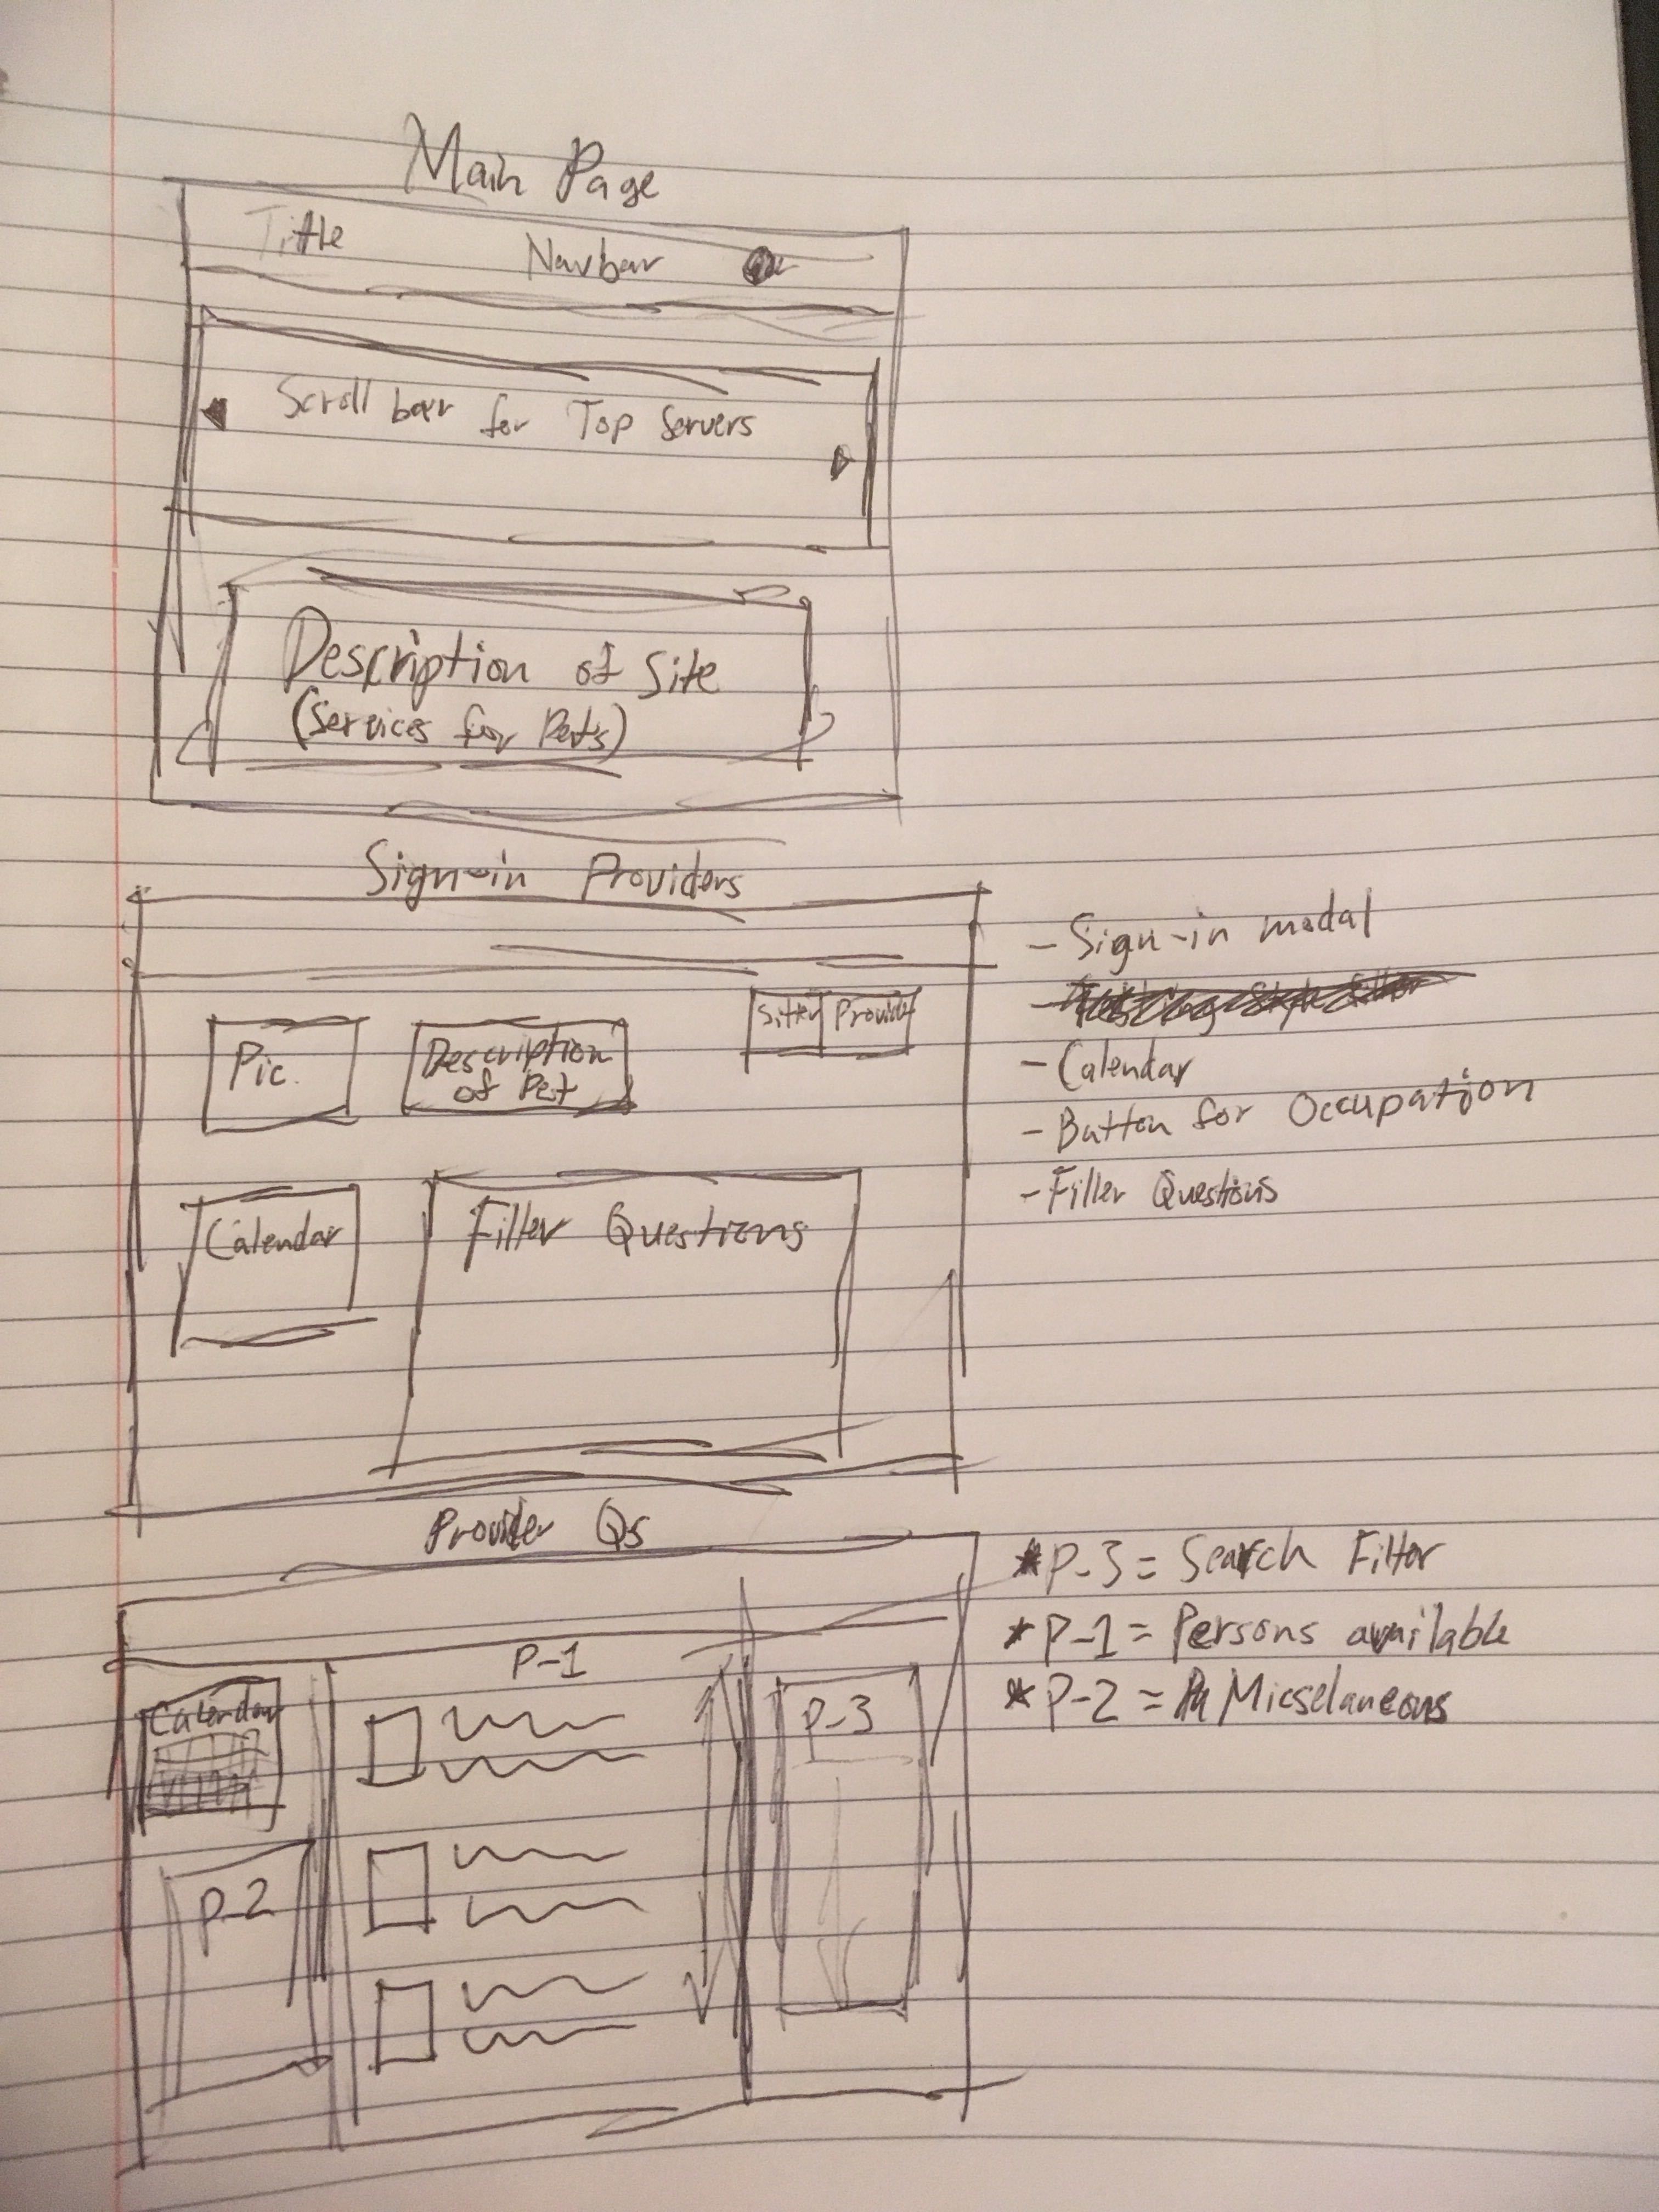 Main Page
Title Navbar
Scroll bar for Top Servers
Description of Site
(Services for Pets)
Sign-in Providers
Pic.
Description
of Pet
Sitter Provider
Calendar
Filler Questions
- Sign-in modal
- Calendar
- Button for Occupation
- Filler Questions
Provider Qs
Calendar
P-2
P-1
P-3
*P-3 = Search Filter
*P-1 = Persons available
*P-2 = Micselaneous